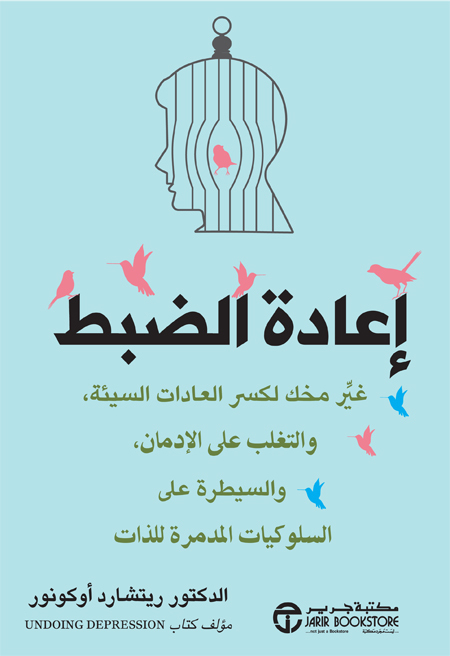 إعادة الضبط
غيِّر مخك لكسر العادات السيئة،
والتغلب على الإدمان،
والسيطرة على
السلوكيات المدمرة للذات
الدكتور ريتشارد أوكونور
مؤلف كتاب UNDOING DEPRESSION
مكتبة جرير
JARIR BOOKSTORE
...not just a Bookstore